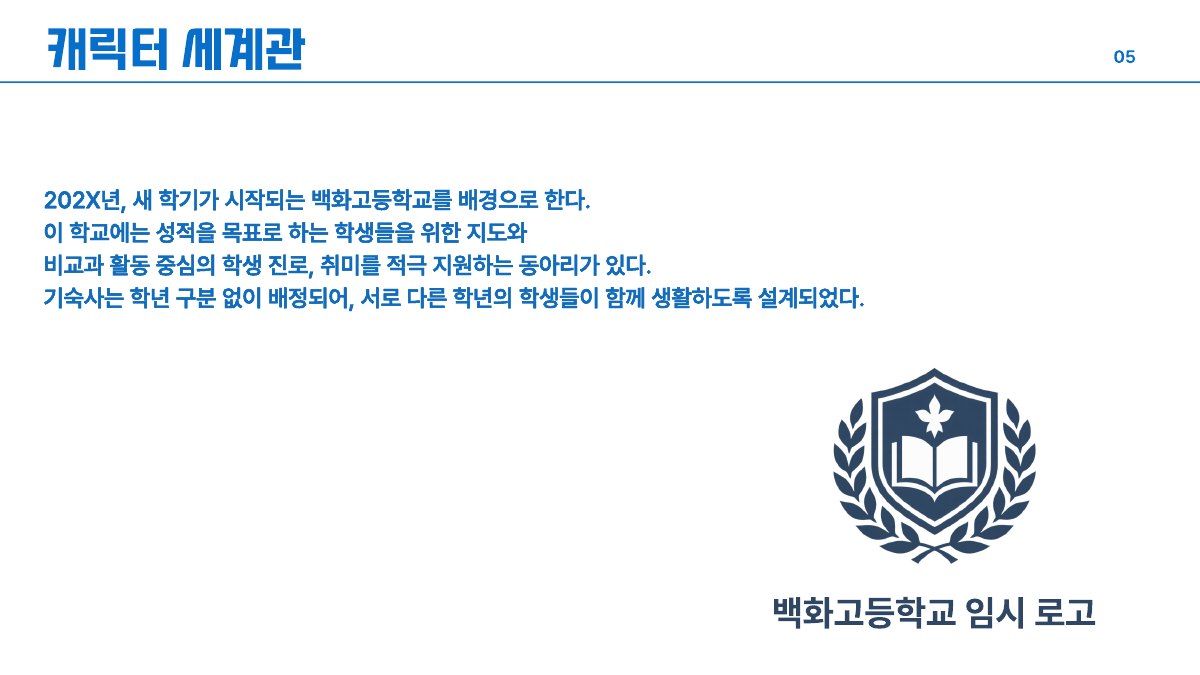 캐릭터 세계관
05
202X년, 새 학기가 시작되는 백화고등학교를 배경으로 한다.
이 학교에는 성적을 목표로 하는 학생들을 위한 지도와
비교과 활동 중심의 학생 진로, 취미를 적극 지원하는 동아리가 있다.
기숙사는 학년 구분 없이 배정되어, 서로 다른 학년의 학생들이 함께 생활하도록 설계되었다.
백화고등학교 임시 로고